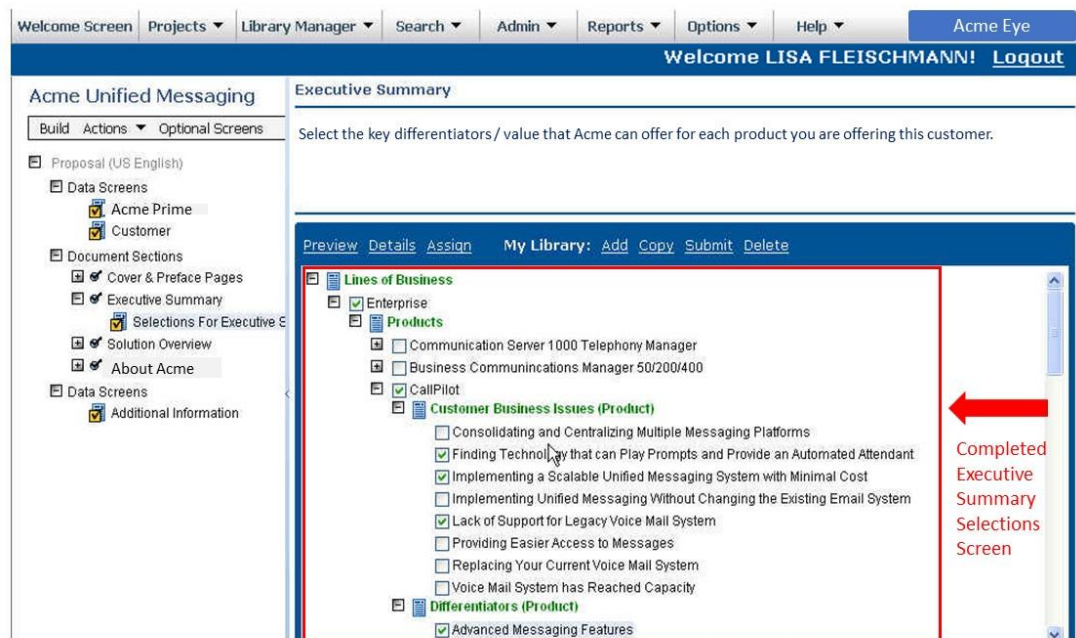 Welcome Screen Projects Library Manager Search Admin Reports Options Help Acme Eye
Welcome LISA FLEISCHMANN! Logout
Acme Unified Messaging
Build Actions Optional Screens
Proposal (US English)
Data Screens
Acme Prime
Customer
Document Sections
Cover & Preface Pages
Executive Summary
Selections For Executive S
Solution Overview
About Acme
Data Screens
Additional Information
Executive Summary
Select the key differentiators / value that Acme can offer for each product you are offering this customer.
Preview Details Assign My Library: Add Copy Submit Delete
Lines of Business
Enterprise
Products
Communication Server 1000 Telephony Manager
Business Communincations Manager 50/200/400
CallPilot
Customer Business Issues (Product)
Consolidating and Centralizing Multiple Messaging Platforms
Finding Technology that can Play Prompts and Provide an Automated Attendant
Implementing a Scalable Unified Messaging System with Minimal Cost
Implementing Unified Messaging Without Changing the Existing Email System
Lack of Support for Legacy Voice Mail System
Providing Easier Access to Messages
Replacing Your Current Voice Mail System
Voice Mail System has Reached Capacity
Differentiators (Product)
Advanced Messaging Features
Completed
Executive
Summary
Selections
Screen